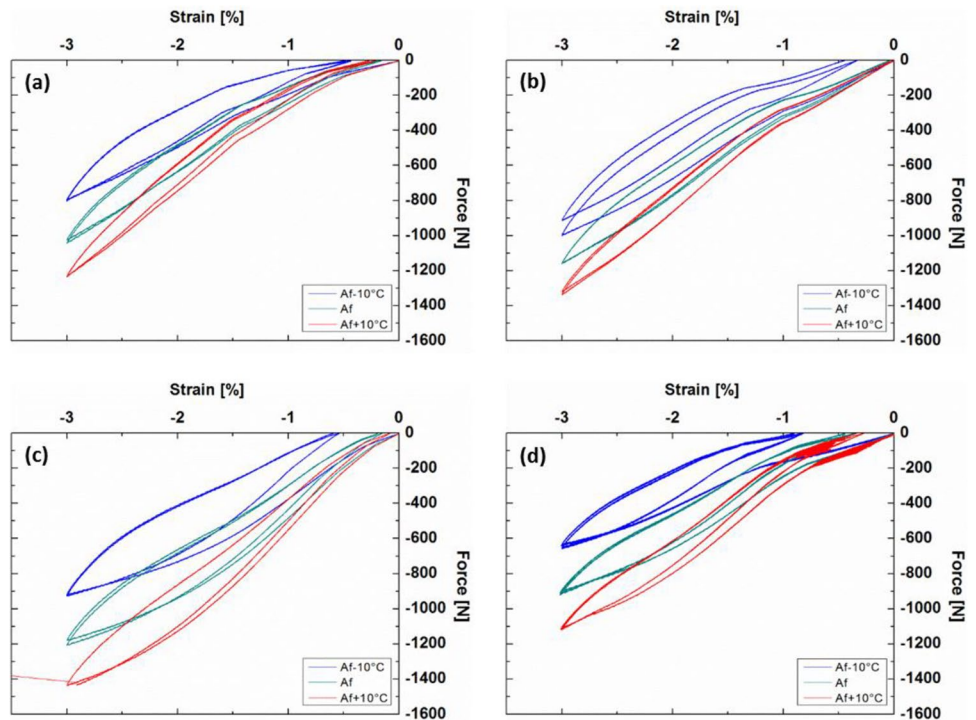 Strain [%]
-3 -2 -1 0
(a)
0
-200
-400
-600
-800
-1000
-1200
-1400
-1600
Force [N]
Af-10°C
Af
Af+10°C
Strain [%]
-3 -2 -1 0
(b)
0
-200
-400
-600
-800
-1000
-1200
-1400
-1600
Force [N]
Af-10°C
Af
Af+10°C
Strain [%]
-3 -2 -1 0
(c)
0
-200
-400
-600
-800
-1000
-1200
-1400
-1600
Force [N]
Af-10°C
Af
Af+10°C
Strain [%]
-3 -2 -1 0
(d)
0
-200
-400
-600
-800
-1000
-1200
-1400
-1600
Force [N]
Af-10°C
Af
Af+10°C